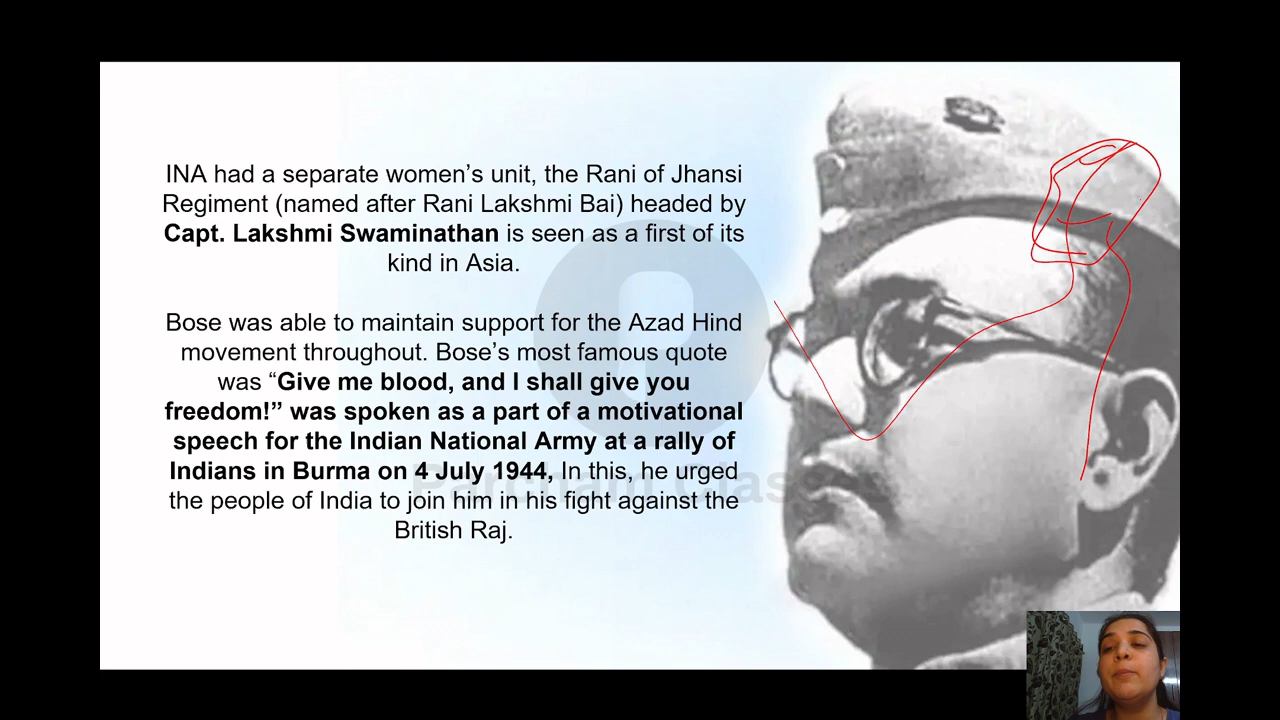 INA had a separate women’s unit, the Rani of Jhansi
Regiment (named after Rani Lakshmi Bai) headed by
Capt. Lakshmi Swaminathan is seen as a first of its
kind in Asia.
Bose was able to maintain support for the Azad Hind
movement throughout. Bose’s most famous quote
was “Give me blood, and I shall give you
freedom!” was spoken as a part of a motivational
speech for the Indian National Army at a rally of
Indians in Burma on 4 July 1944, In this, he urged
the people of India to join him in his fight against the
British Raj.
Parcham Classes